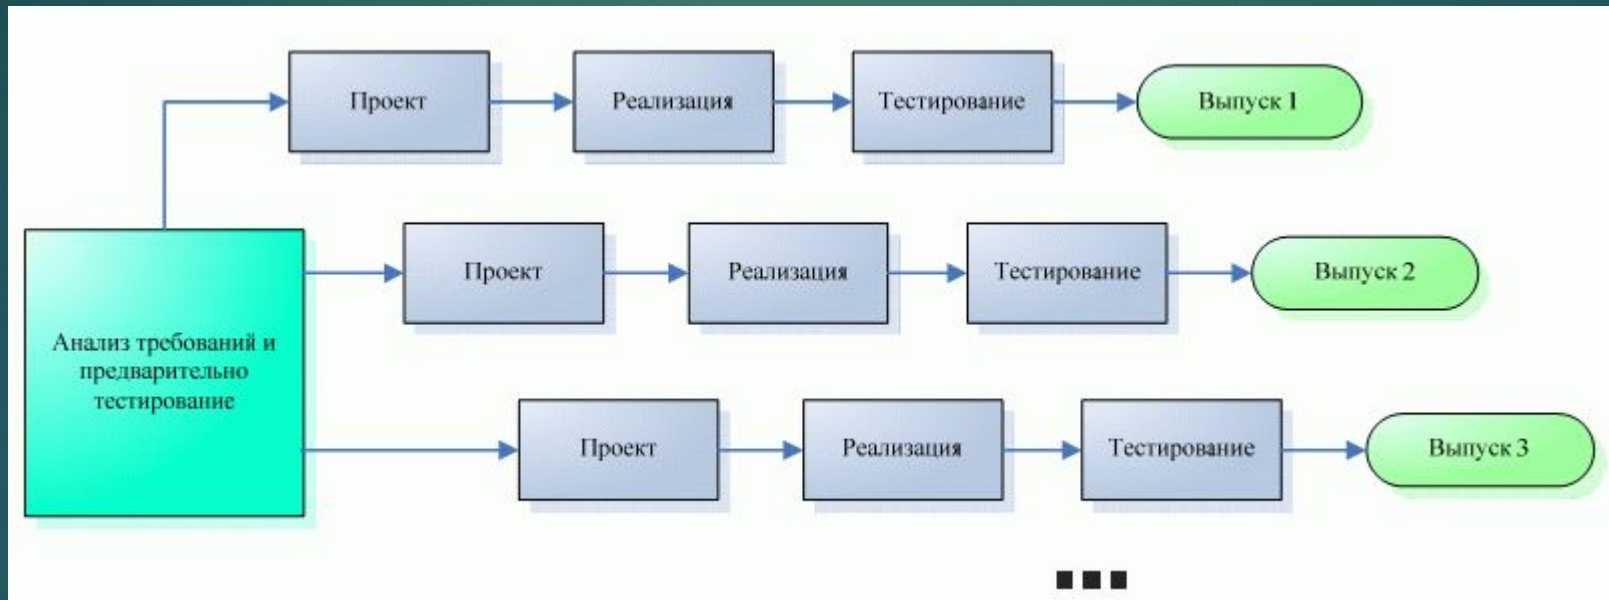 Проект
Реализация
Тестирование
Выпуск 1
Проект
Реализация
Тестирование
Выпуск 2
Анализ требований и
предварительно
тестирование
Проект
Реализация
Тестирование
Выпуск 3